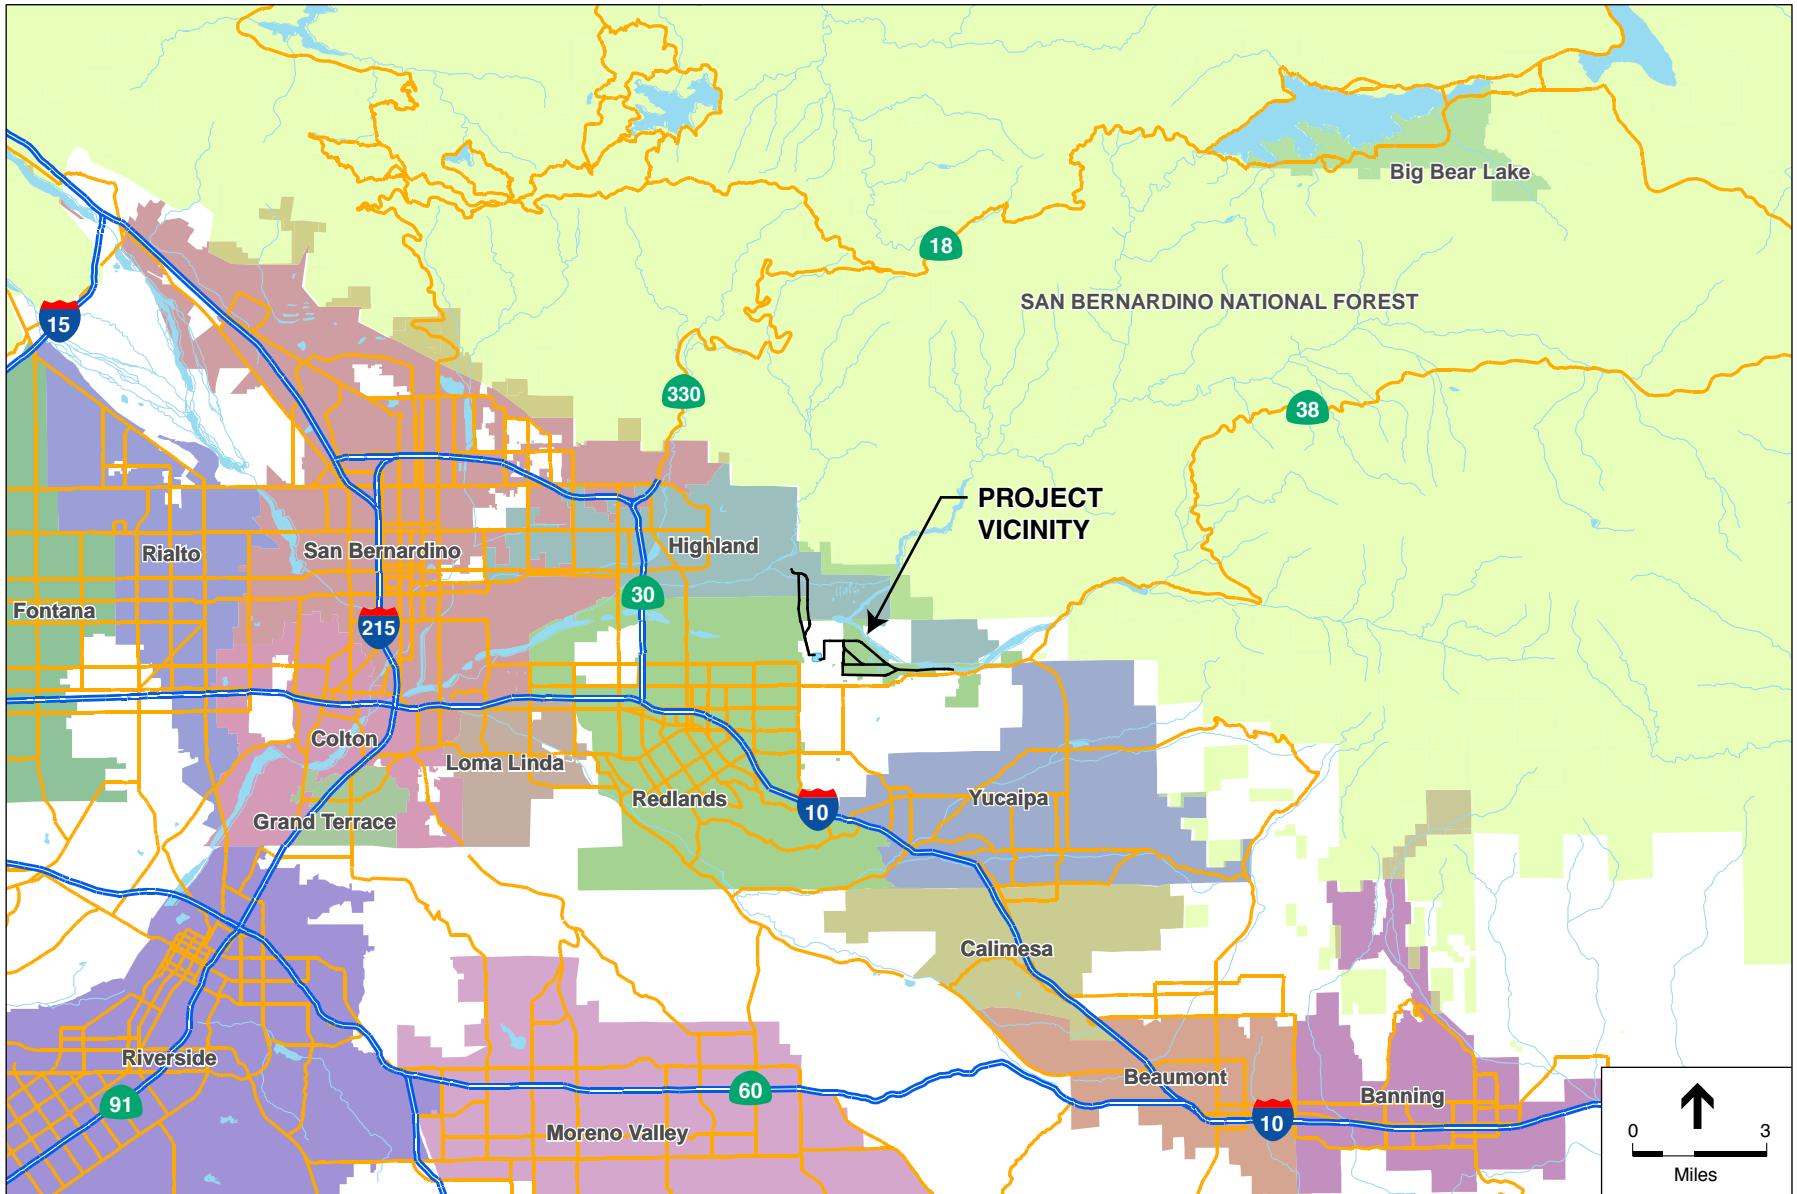 Big Bear Lake
18
SAN BERNARDINO NATIONAL FOREST
15
330
38
PROJECT
VICINITY
Highland
San Bernardino
Rialto
30
Fontana
215
Colton
Loma Linda
Redlands
Yucaipa
10
Grand Terrace
Calimesa
Riverside
Beaumont
60
Banning
91
10
Moreno Valley
0 3
Miles